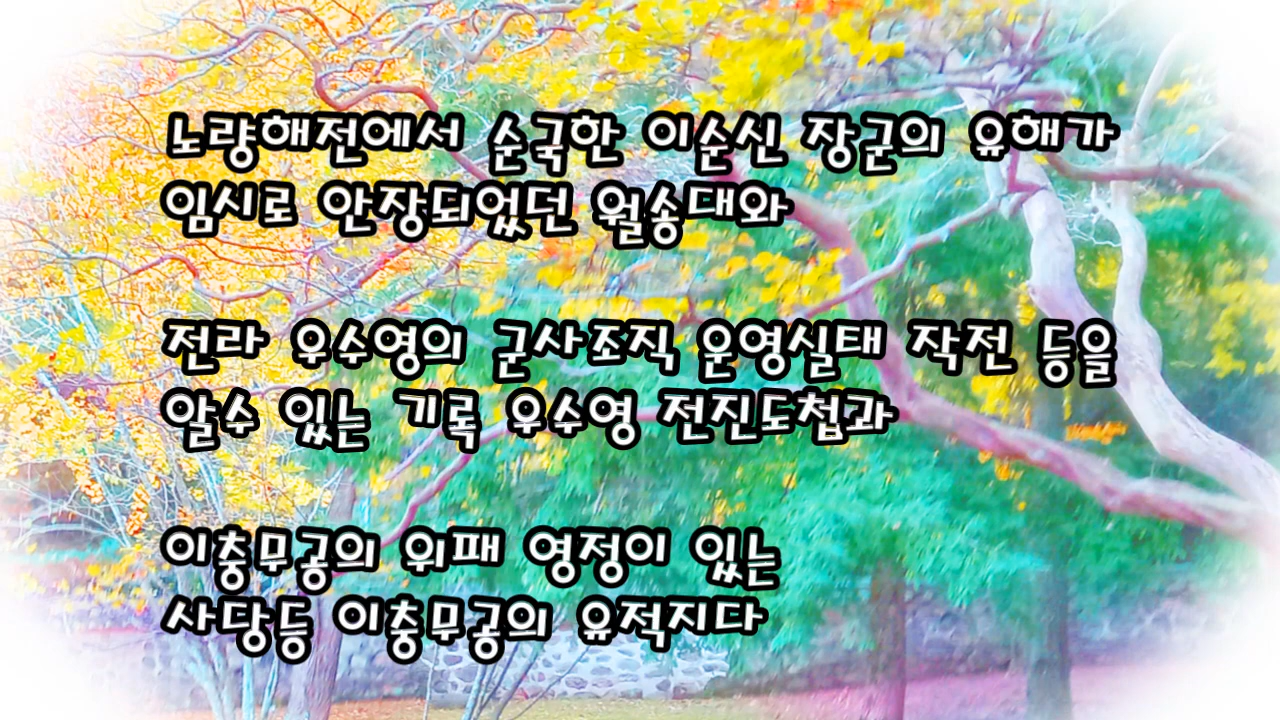 노량해전에서 순국한 이순신 장군의 유해가
임시로 안장되었던 월송대와
전라 우수영의 군사조직 운영실태 작전 등을
알수 있는 기록 우수영 전진도첩과
이충무공의 위패 영정이 있는
사당등 이충무공의 유적지다